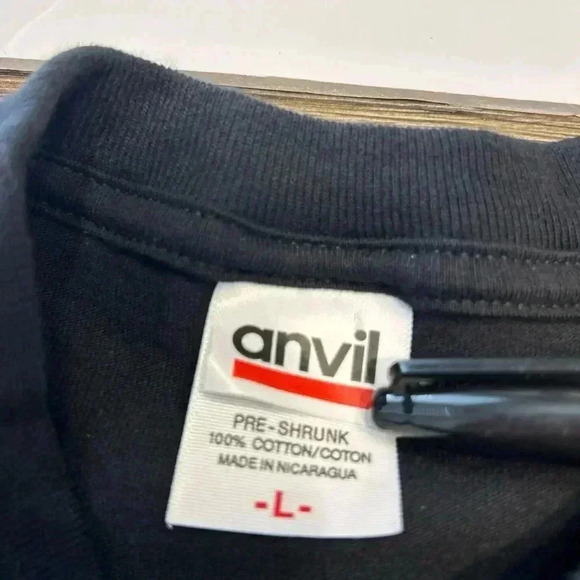 anvil
PRE-SHRUNK
100% COTTON/COTON
MADE IN NICARAGUA
-L-